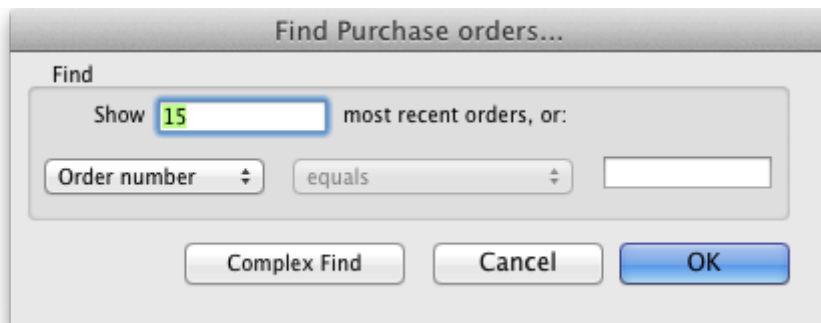 Find Purchase orders...
Find
Show 15 most recent orders, or:
Order number equals
Complex Find Cancel OK